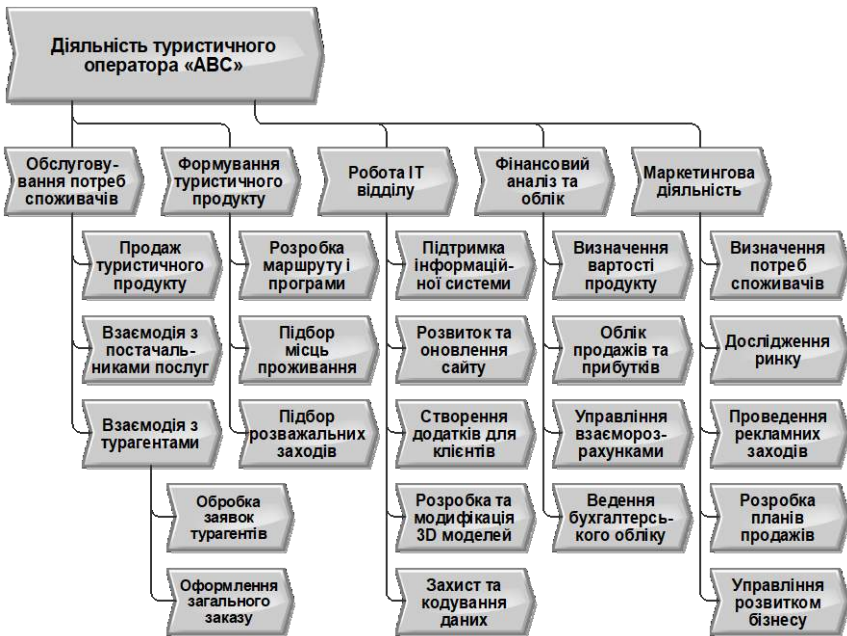 Діяльність туристичного
оператора «АВС»
Обслугову-
вання потреб
споживачів
Формування
туристичного
продукту
Робота ІТ
відділу
Фінансовий
аналіз та
облік
Маркетингова
діяльність
Продаж
туристичного
продукту
Взаємодія з
постачаль-
никами послуг
Взаємодія з
турагентами
Обробка
заявок
турагентів
Оформлення
загального
заказу
Розробка
маршруту і
програми
Підбор
місць
проживання
Підбор
розважальних
заходів
Підтримка
інформацій-
ної системи
Розвиток та
оновлення
сайту
Створення
додатків для
клієнтів
Розробка та
модифікація
3D моделей
Захист та
кодування
даних
Визначення
вартості
продукту
Облік
продажів та
прибутків
Управління
взаємороз-
рахунками
Ведення
бухгалтерсь-
кого обліку
Визначення
потреб
споживачів
Дослідження
ринку
Проведення
рекламних
заходів
Розробка
планів
продажів
Управління
розвитком
бізнесу